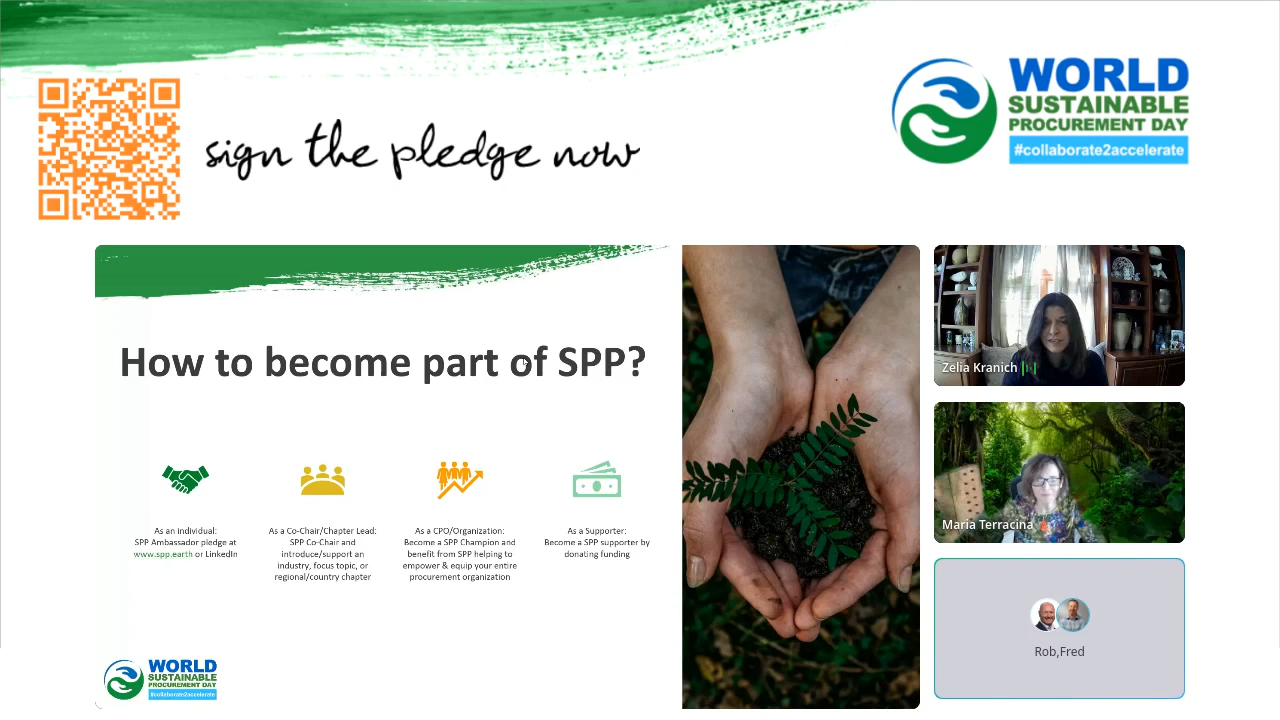 sign the pledge now
WORLD
SUSTAINABLE
PROCUREMENT DAY
#collaborate2accelerate
How to become part of SPP?
As an individual:
SPP Ambassador pledge at
www.spp.earth or LinkedIn
As a Co-Chair/Chapter Lead:
SPP Co-Chair and
introduce/support an
industry, focus topic, or
regional/country chapter
As a CPO/Organization:
Become a SPP Champion and
benefit from SPP helping to
empower & equip your entire
procurement organization
As a Supporter:
Become a SPP supporter by
donating funding
WORLD
SUSTAINABLE
PROCUREMENT DAY
#collaborate2accelerate
Zelia Kranich
Maria Terracina
Rob,Fred